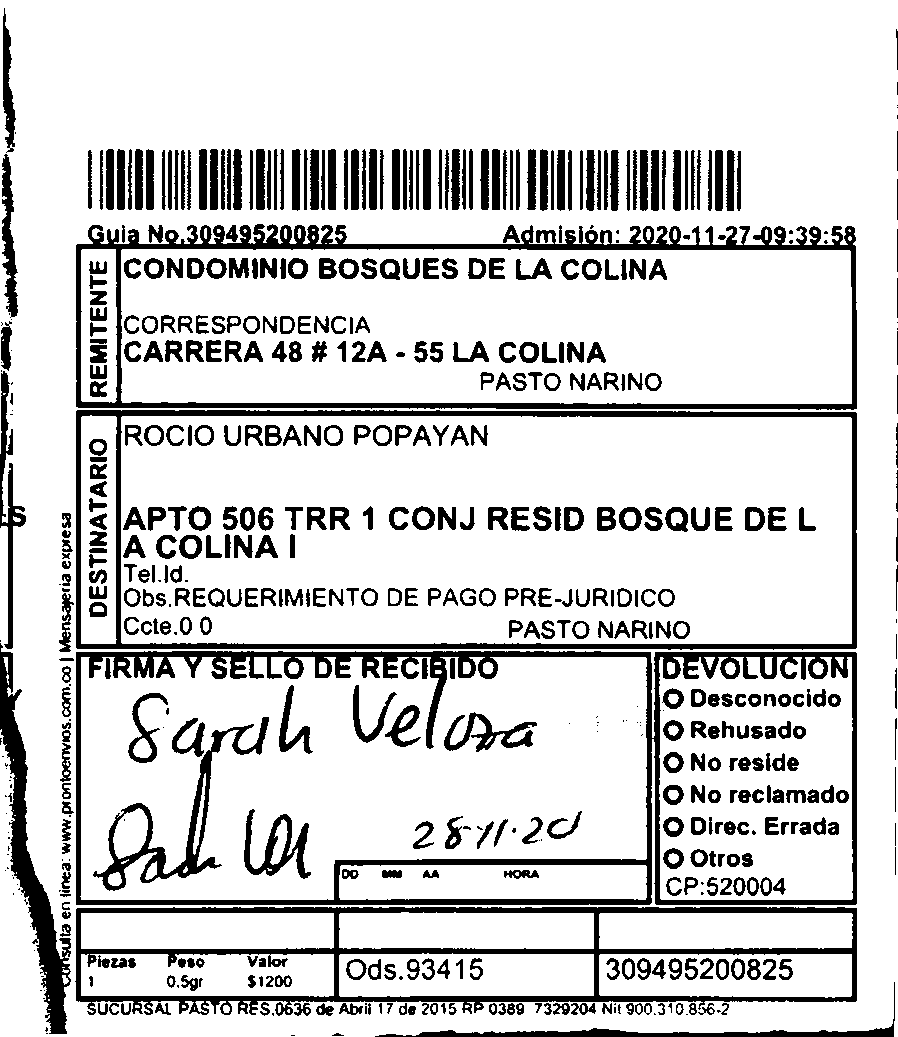 Guia No.309495200825 Admisión: 2020-11-27-09:39:58
REMITENTE
CONDOMINIO BOSQUES DE LA COLINA
CORRESPONDENCIA
CARRERA 48 # 12A - 55 LA COLINA
PASTO NARINO
DESTINATARIO
ROCIO URBANO POPAYAN
APTO 506 TRR 1 CONJ RESID BOSQUE DE L
A COLINA I
Tel.Id.
Obs.REQUERIMIENTO DE PAGO PRE-JURIDICO
Ccte.0 0 PASTO NARINO
S
Consulta en línea: www.prontoenvios.com.co | Mensajería expresa
FIRMA Y SELLO DE RECIBIDO
Sarah Veloza
28-11-20
DD MM AA HORA
DEVOLUCION
Desconocido
Rehusado
No reside
No reclamado
Direc. Errada
Otros
CP:520004
Piezas Peso Valor
1 0.5gr $1200
Ods.93415
309495200825
SUCURSAL PASTO RES.0636 de Abril 17 de 2015 RP 0389 7329204 Nit 900.310.856-2